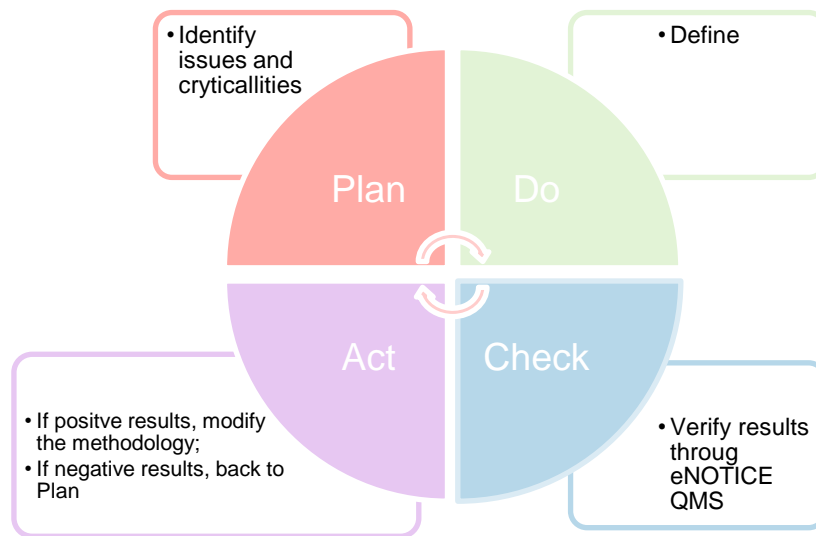 • Identify
issues and
cryticallities
• Define
Plan
Do
Act
Check
• If positve results, modify
the methodology;
• If negative results, back to
Plan
• Verify results
throug
eNOTICE
QMS